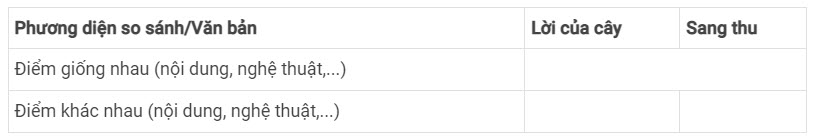 Phương diện so sánh/Văn bản Lời của cây Sang thu
Điểm giống nhau (nội dung, nghệ thuật,...)
Điểm khác nhau (nội dung, nghệ thuật,...)